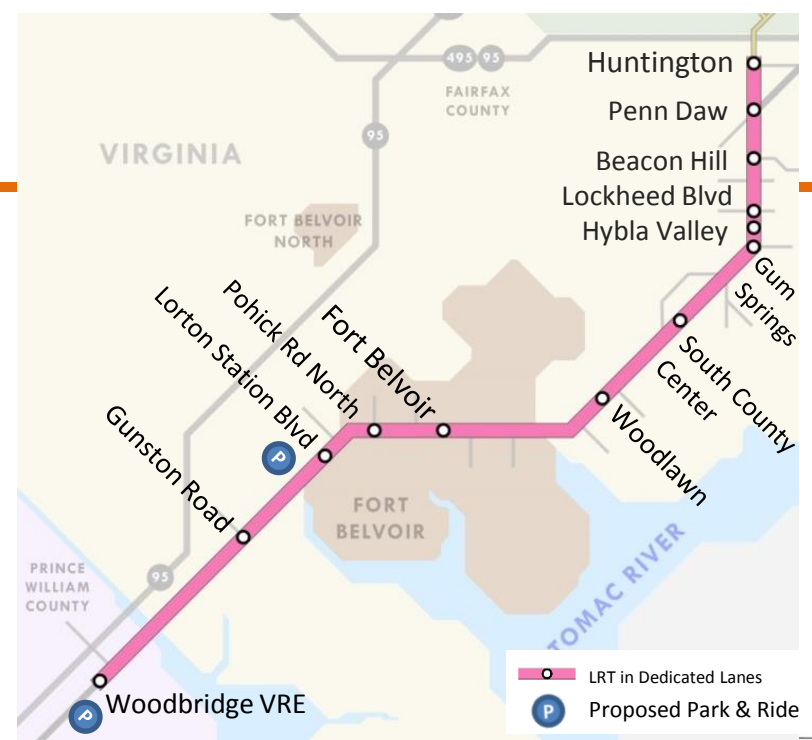 Huntington
495 95
FAIRFAX
COUNTY
Penn Daw
95
VIRGINIA
Beacon Hill
Lockheed Blvd
FORT BELVOIR
NORTH
Hybla Valley
Gum
Springs
Pohick Rd North
Fort Belvoir
Lorton Station Blvd
South County
Center
Gunston Road
Woodlawn
P
FORT
BELVOIR
PRINCE
WILLIAM
COUNTY
95
TOMAC RIVER
Woodbridge VRE
P
LRT in Dedicated Lanes
P Proposed Park & Ride